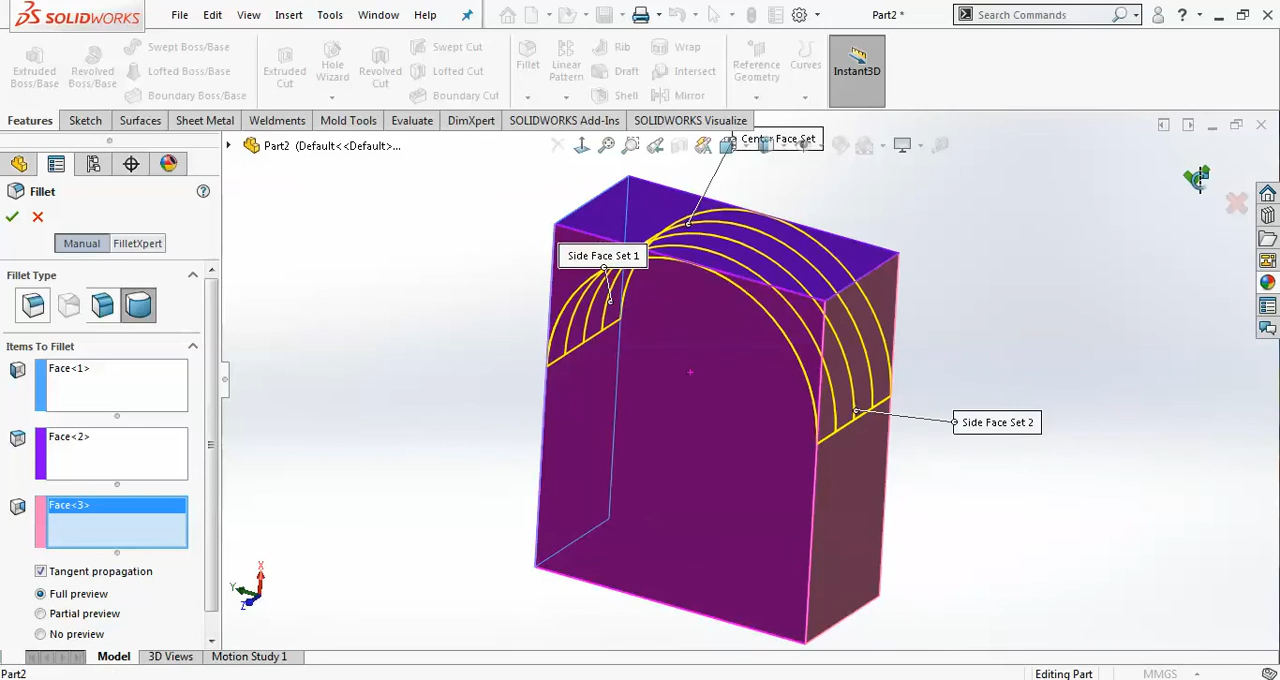 SOLIDWORKS File Edit View Insert Tools Window Help Part2 * Search Commands ?
Extruded Boss/Base
Revolved Boss/Base
Swept Boss/Base
Lofted Boss/Base
Boundary Boss/Base
Extruded Cut
Hole Wizard
Revolved Cut
Swept Cut
Lofted Cut
Boundary Cut
Fillet
Linear Pattern
Rib
Draft
Shell
Wrap
Intersect
Mirror
Reference Geometry
Curves
Instant3D
Features Sketch Surfaces Sheet Metal Weldments Mold Tools Evaluate DimXpert SOLIDWORKS Add-Ins SOLIDWORKS Visualize
Part2 (Default<<Default>...
Face Set
Fillet ?
Manual FilletXpert
Fillet Type
Items To Fillet
Face<1>
Face<2>
Face<3>
Tangent propagation
Full preview
Partial preview
No preview
Side Face Set 1
Side Face Set 2
X
Y
Z
Model 3D Views Motion Study 1
Part2 Editing Part MMGS